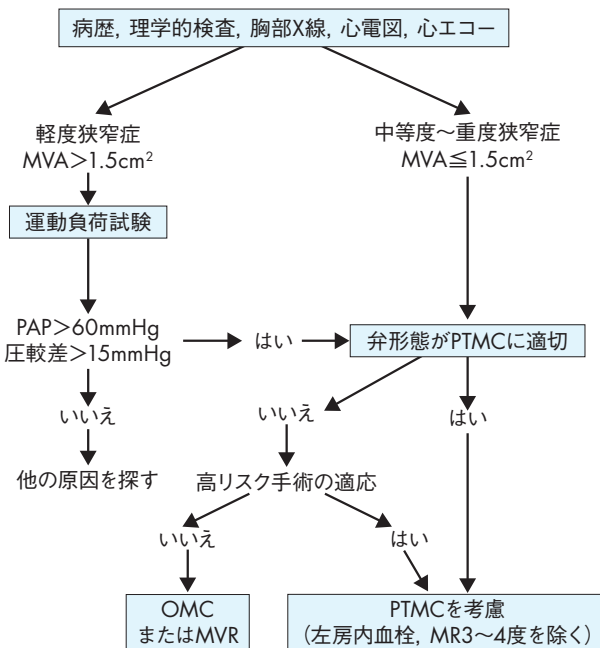 病歴, 理学的検査, 胸部X線, 心電図, 心エコー
軽度狭窄症
MVA>1.5cm²
中等度～重度狭窄症
MVA≦1.5cm²
運動負荷試験
PAP>60mmHg
圧較差>15mmHg
はい
弁形態がPTMCに適切
いいえ
いいえ
はい
他の原因を探す
高リスク手術の適応
いいえ
はい
OMC
またはMVR
PTMCを考慮
(左房内血栓, MR3～4度を除く)